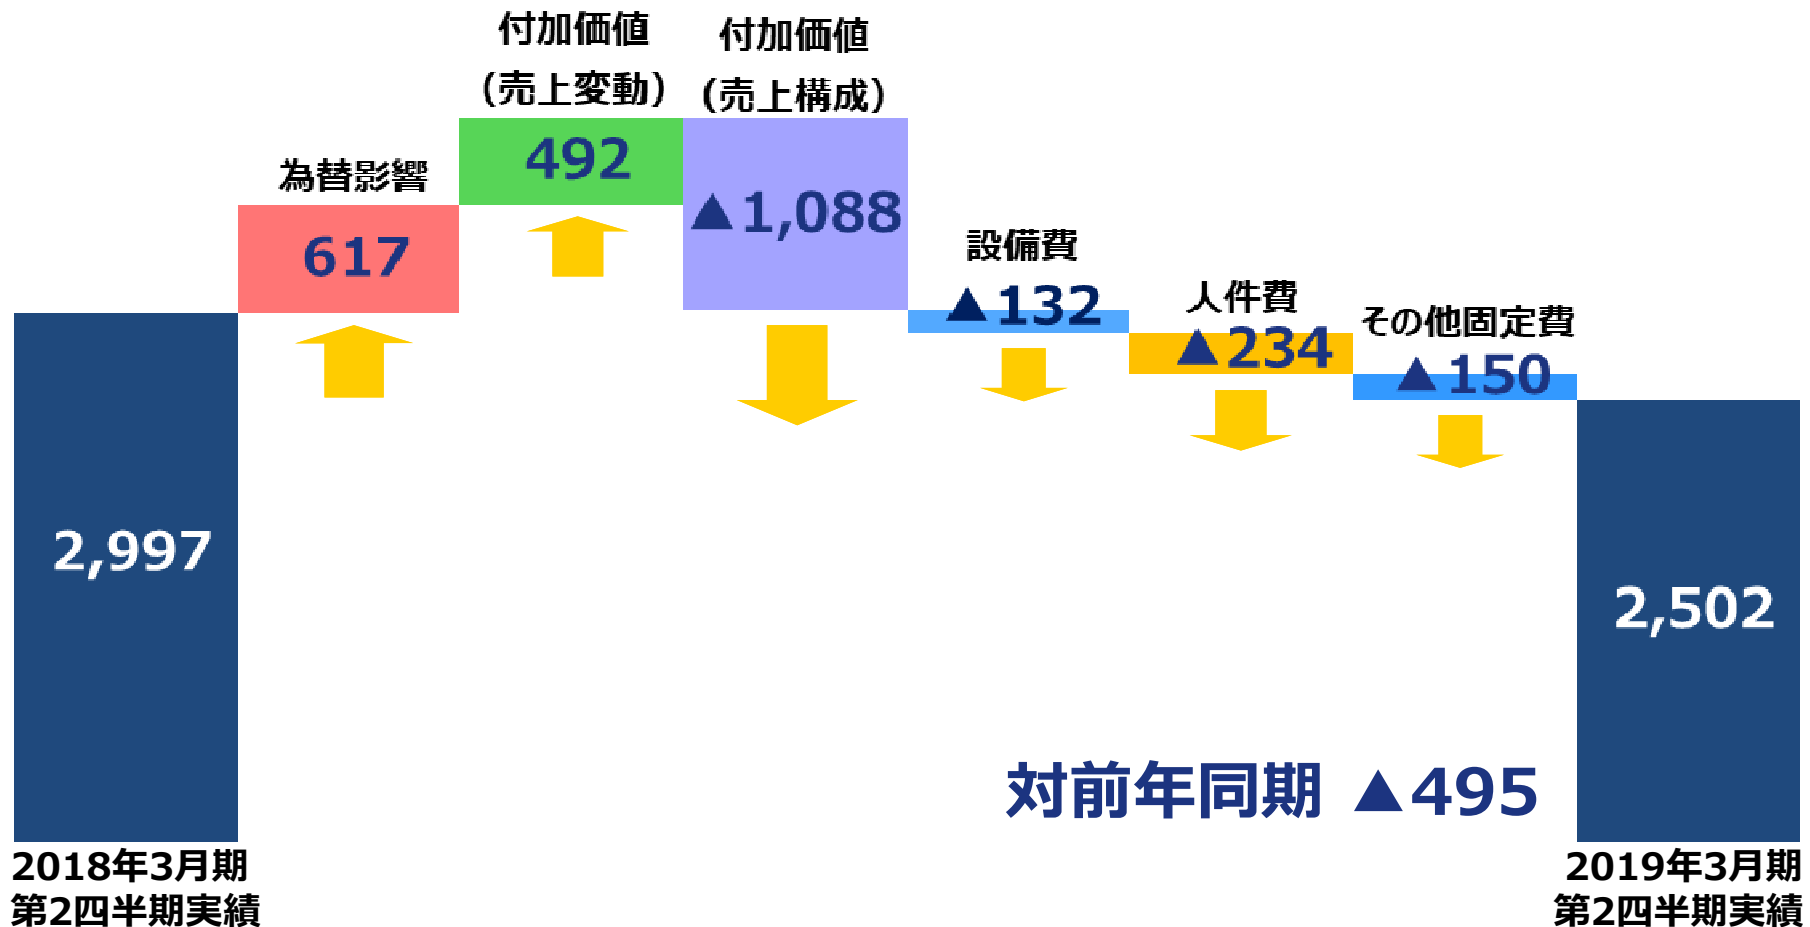 付加価値
（売上変動）
付加価値
（売上構成）
為替影響
492
617
▲1,088
設備費
▲132
人件費
▲234
その他固定費
▲150
2,997
2,502
対前年同期 ▲495
2018年3月期
第2四半期実績
2019年3月期
第2四半期実績